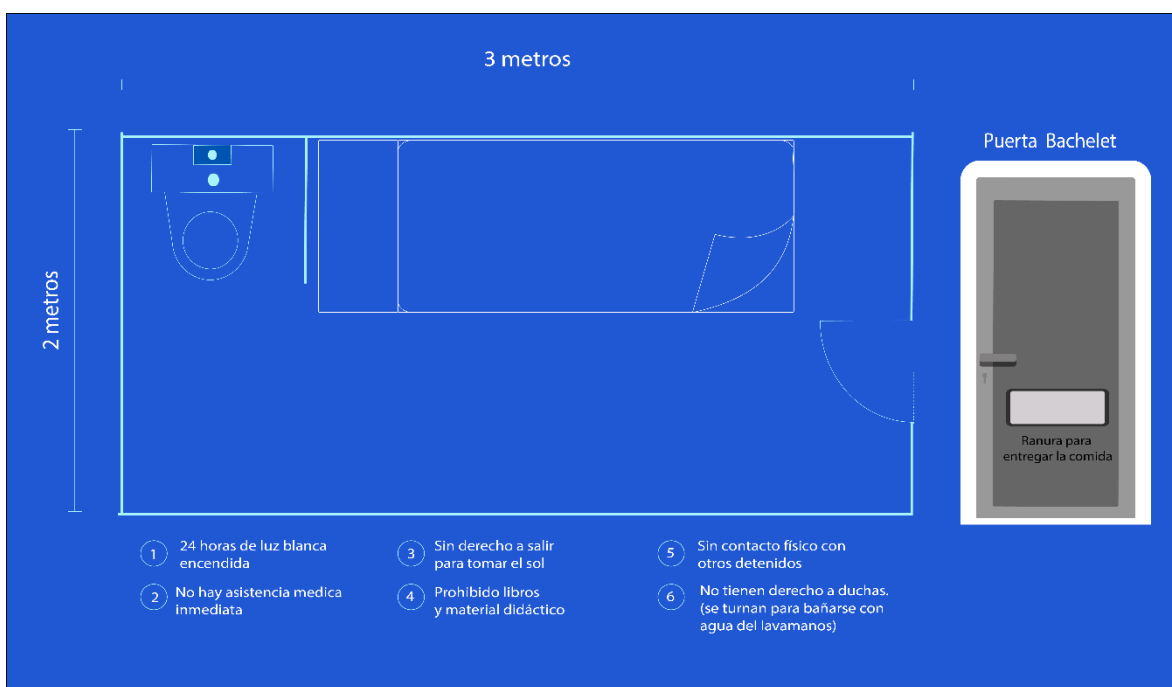 3 metros
Puerta Bachelet
2 metros
Ranura para
entregar la comida
1
24 horas de luz blanca
encendida
2
No hay asistencia medica
inmediata
3
Sin derecho a salir
para tomar el sol
4
Prohibido libros
y material didáctico
5
Sin contacto físico con
otros detenidos
6
No tienen derecho a duchas.
(se turnan para bañarse con
agua del lavamanos)